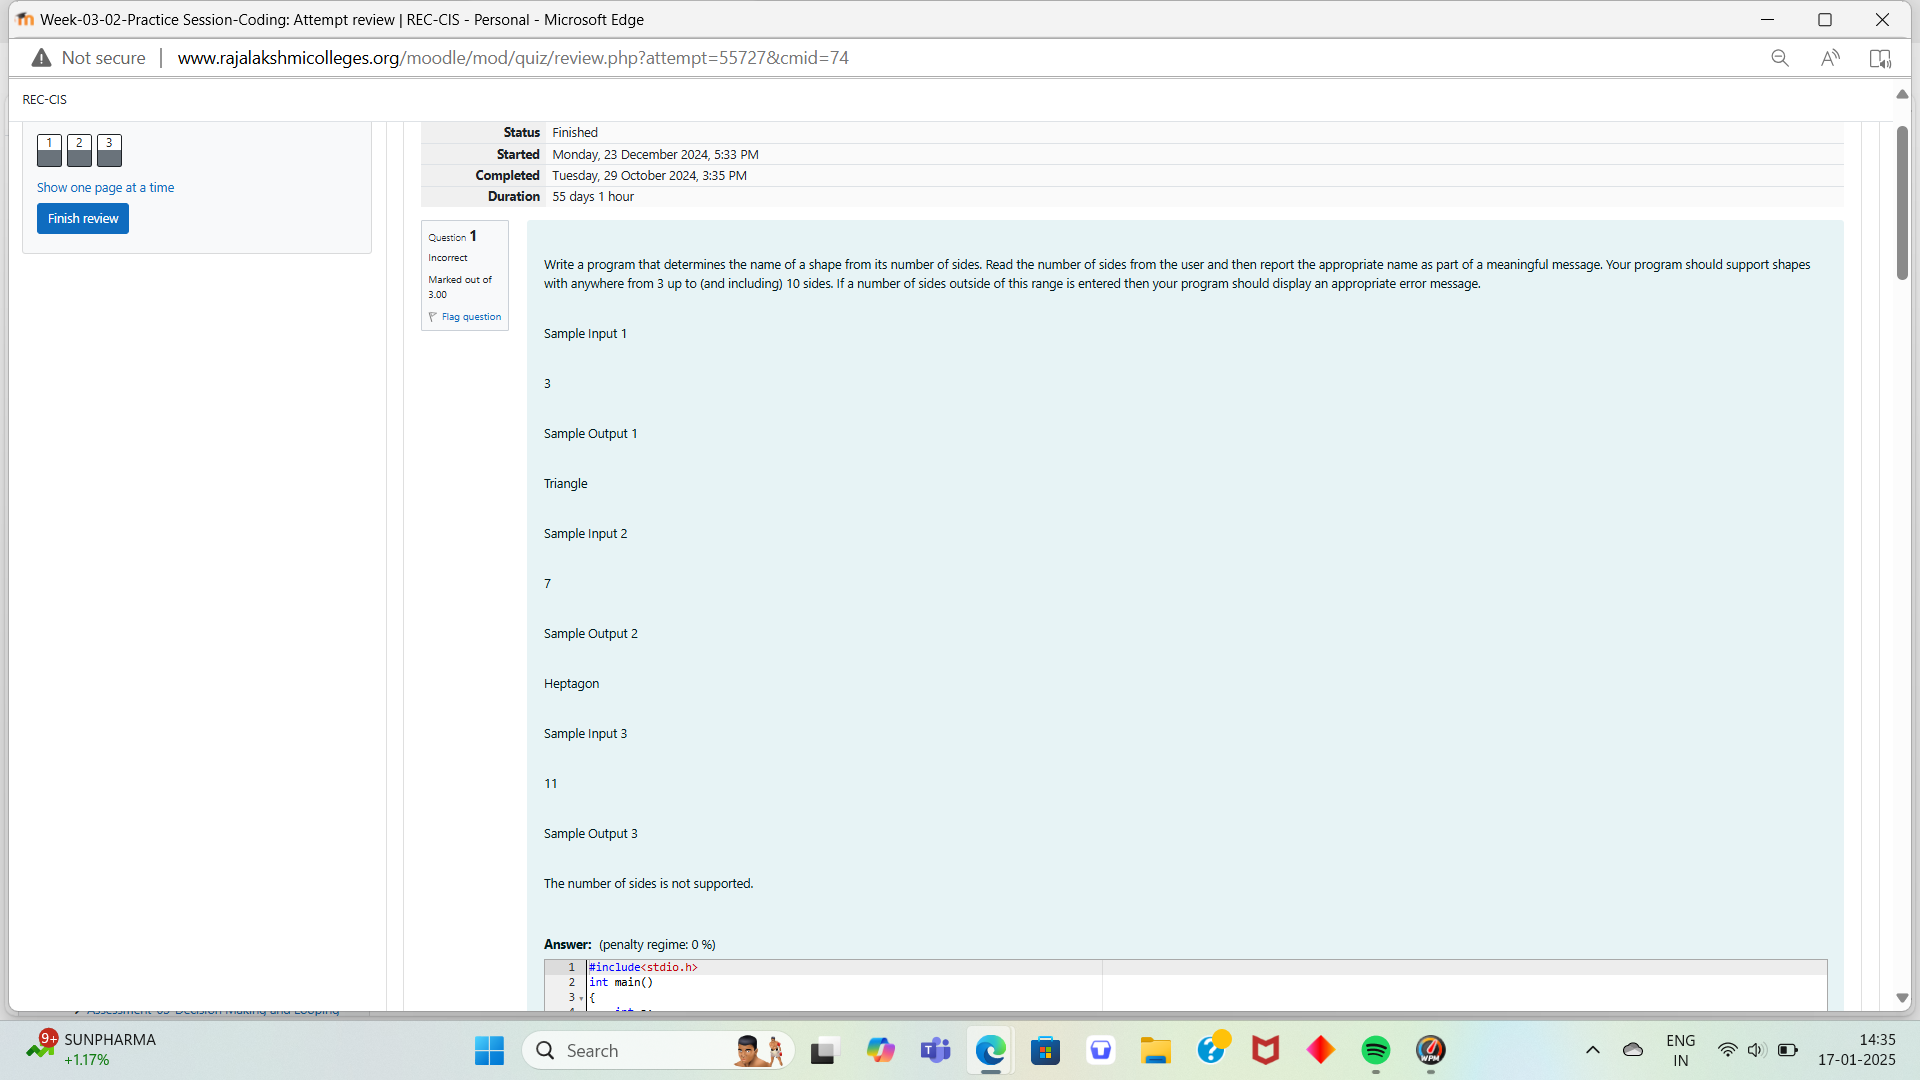 Week-03-02-Practice Session-Coding: Attempt review | REC-CIS - Personal - Microsoft Edge
Not secure | www.rajalakshmicolleges.org/moodle/mod/quiz/review.php?attempt=55727&cmid=74
REC-CIS
1 2 3
Show one page at a time
Finish review
Status Finished
Started Monday, 23 December 2024, 5:33 PM
Completed Tuesday, 29 October 2024, 3:35 PM
Duration 55 days 1 hour
Question 1
Incorrect
Marked out of
3.00
Flag question
Write a program that determines the name of a shape from its number of sides. Read the number of sides from the user and then report the appropriate name as part of a meaningful message. Your program should support shapes
with anywhere from 3 up to (and including) 10 sides. If a number of sides outside of this range is entered then your program should display an appropriate error message.
Sample Input 1
3
Sample Output 1
Triangle
Sample Input 2
7
Sample Output 2
Heptagon
Sample Input 3
11
Sample Output 3
The number of sides is not supported.
Answer: (penalty regime: 0 %)
1 #include<stdio.h>
2 int main()
3 {
Assessment-03-Decision Making and Looping
9+ SUNPHARMA
+1.17%
Search
WPM
ENG
IN
14:35
17-01-2025